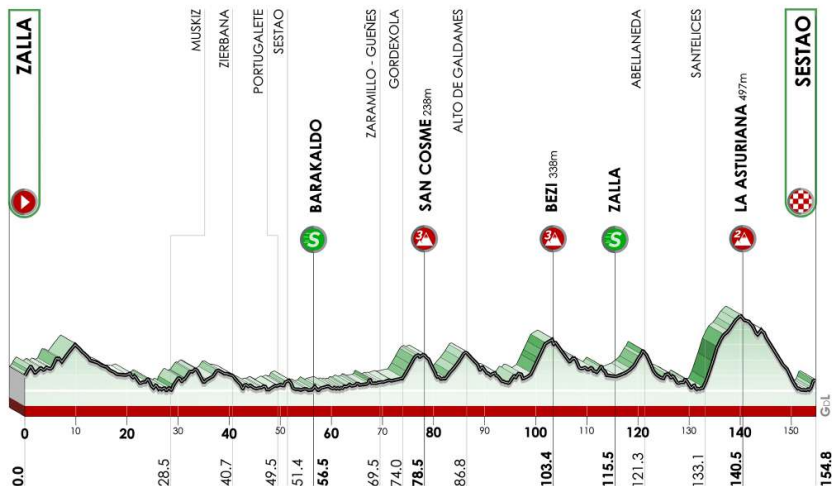 ZALLA
MUSKIZ
ZIERBANA
PORTUGALETE
SESTAO
BARAKALDO
ZARAMILLO - GUEÑES
GORDEXOLA
SAN COSME 238m
ALTO DE GALDAMES
BEZI 338m
ZALLA
ABELLANEDA
SANTELICES
LA ASTURIANA 497m
SESTAO
S
3
3
S
2
GDL
0 10 20 30 40 50 60 70 80 90 100 110 120 130 140 150
0.0
28.5
40.7
49.5
51.4
56.5
69.5
74.0
78.5
86.8
103.4
115.5
121.3
133.1
140.5
154.8